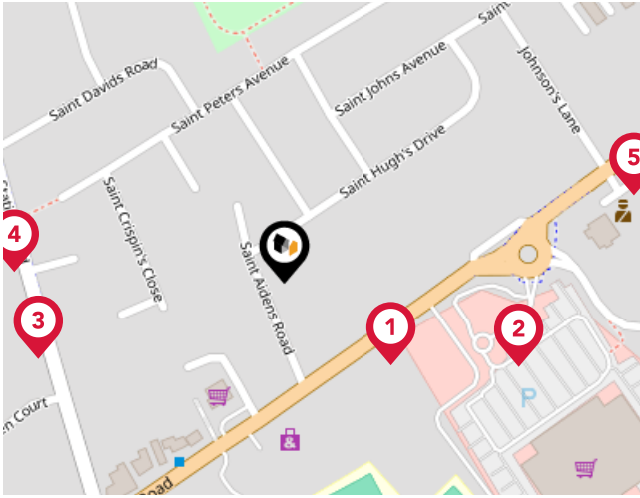 Saint
Saint Davids Road
Saint Johns Avenue
Saint Peters Avenue
Johnson's Lane
5
Saint Hugh's Drive
4
Saint Crispin's Close
Saint Aidens Road
3
1
2
P
Court
&
Road